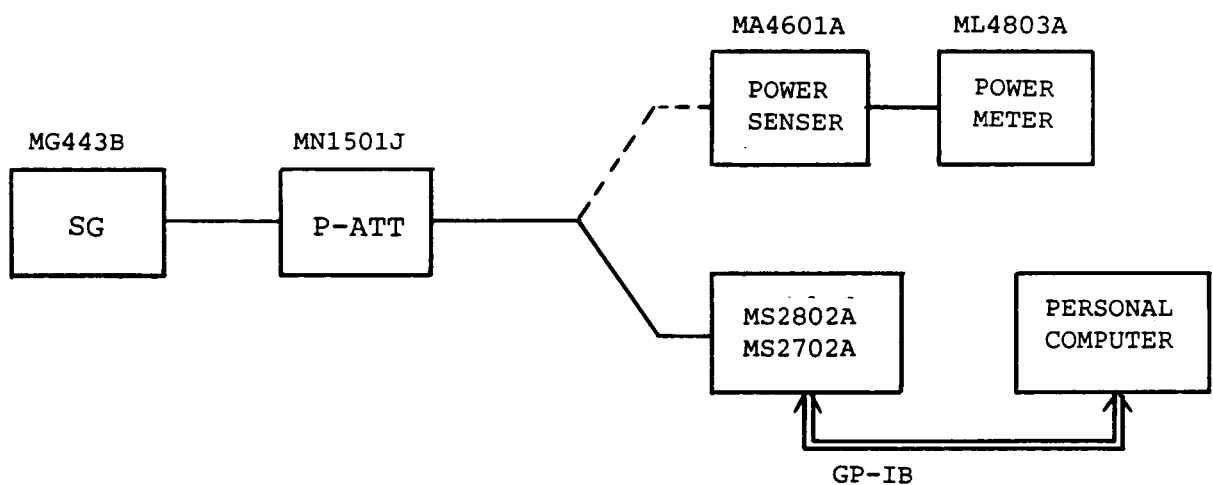 MA4601A
ML4803A
POWER
SENSER
POWER
METER
MG443B
MN1501J
SG
P-ATT
MS2802A
MS2702A
PERSONAL
COMPUTER
GP-IB